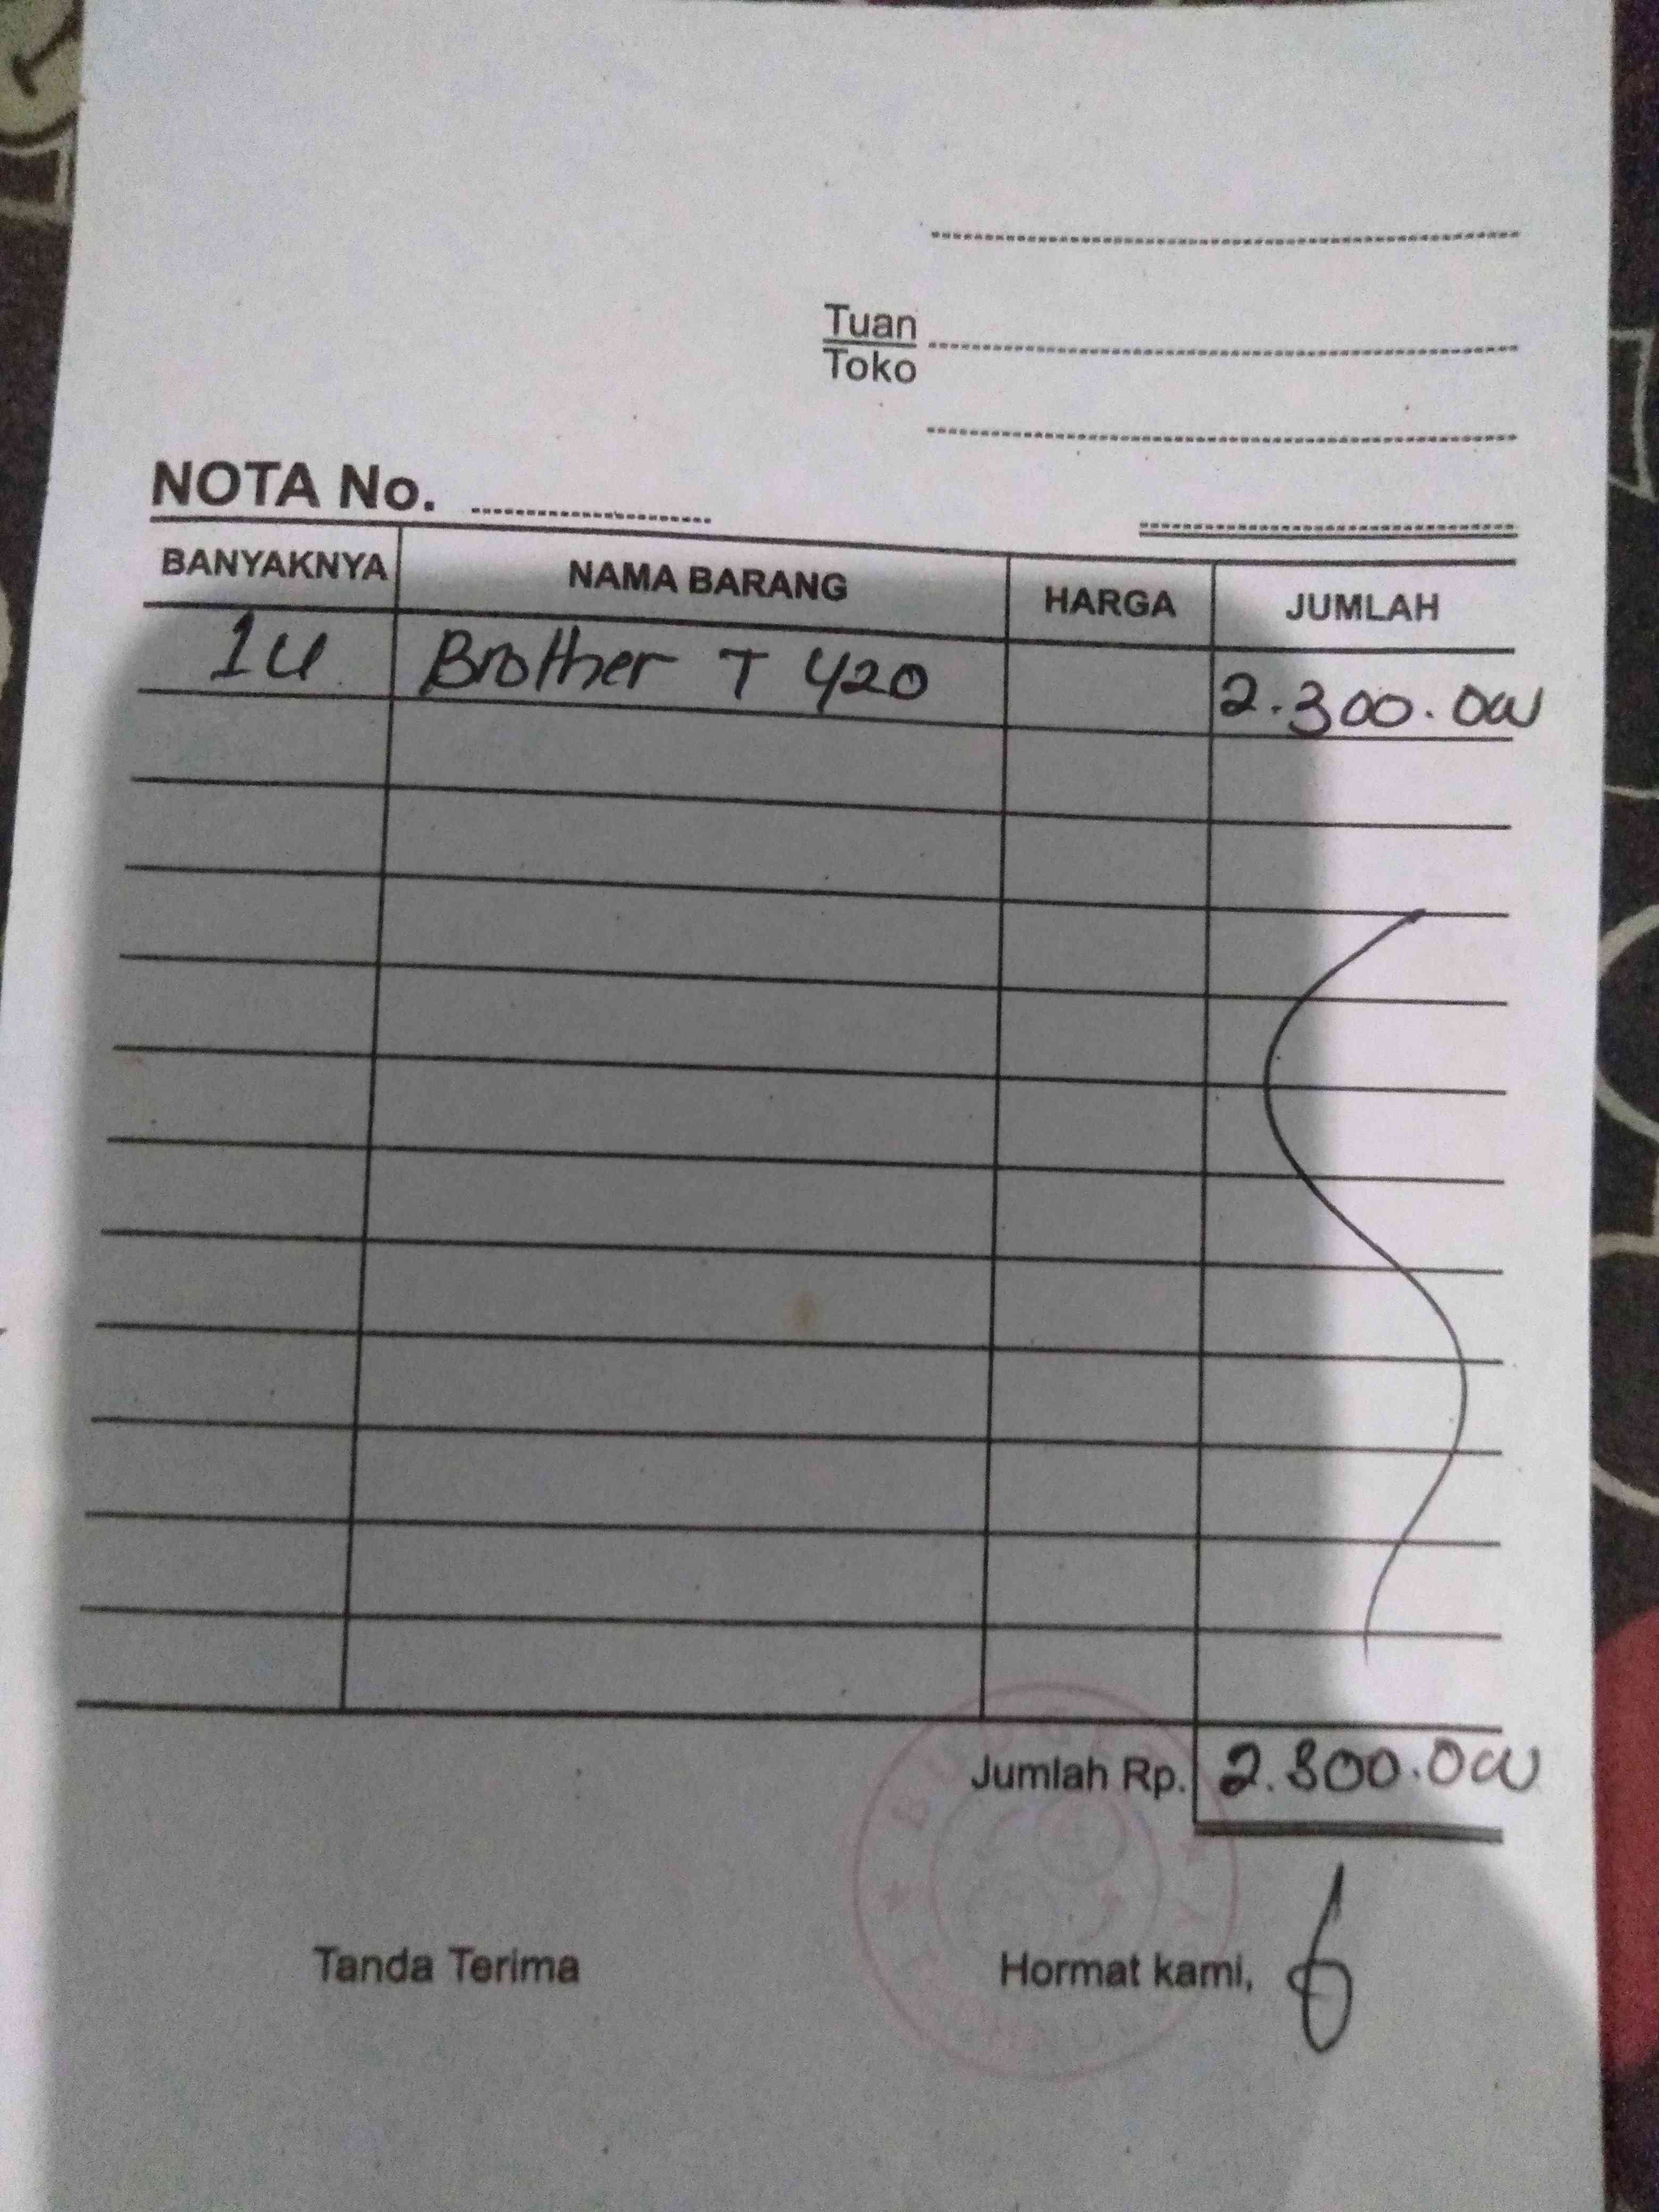 Tuan
Toko
NOTA No.
BANYAKNYA NAMA BARANG HARGA JUMLAH
1 U Brother T 420 2.300.000
Jumlah Rp. 2.300.000
Tanda Terima Hormat kami,